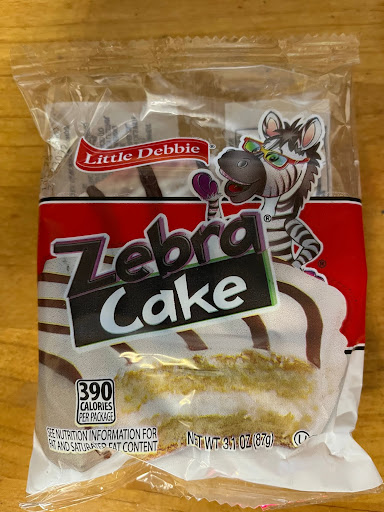 Little Debbie®
Zebra®
Cake
390
CALORIES
PER PACKAGE
SEE NUTRITION INFORMATION FOR
FAT AND SATURATED FAT CONTENT
NET WT 3.1 OZ (87g)
U